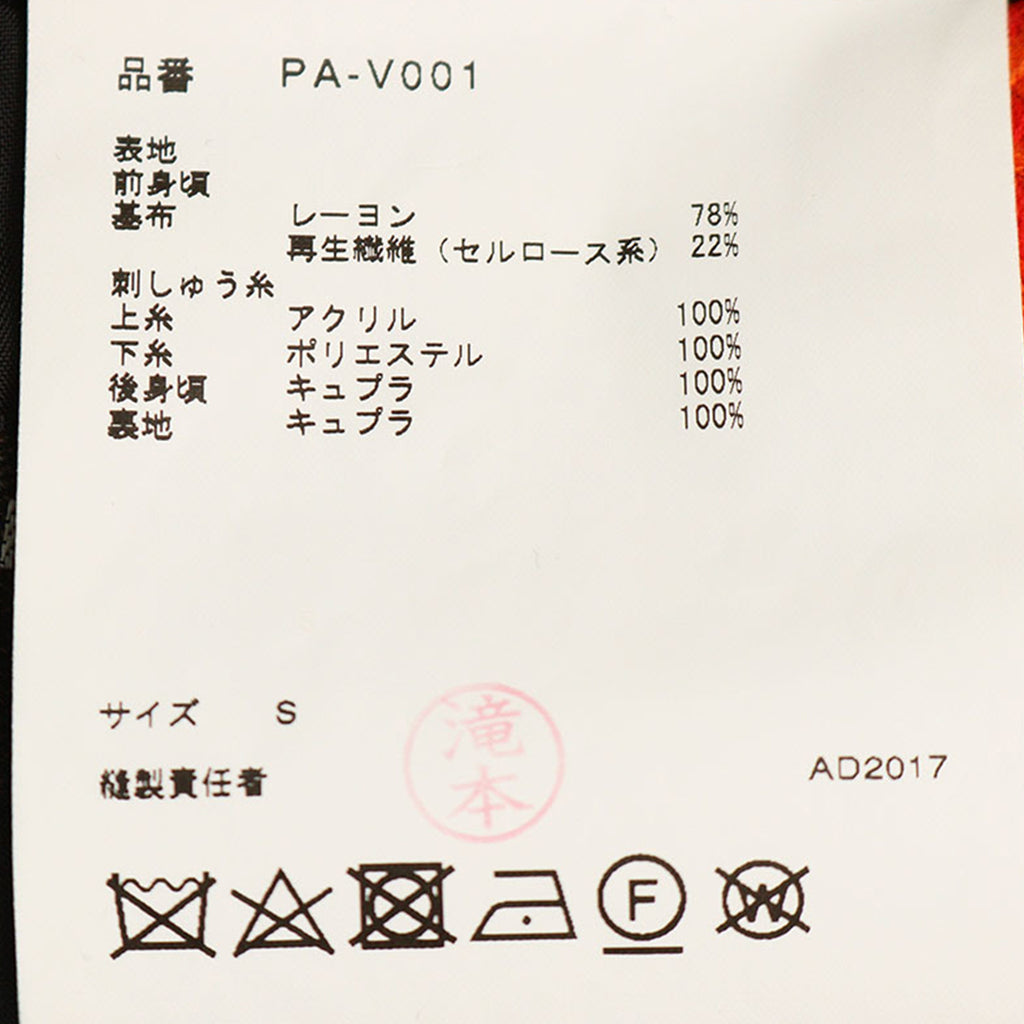 品番 PA-V001
表地
前身頃
基布 レーヨン 78%
再生繊維（セルロース系） 22%
刺しゅう糸
上糸 アクリル 100%
下糸 ポリエステル 100%
後身頃 キュプラ 100%
裏地 キュプラ 100%
サイズ S
滝本
縫製責任者
AD2017
F W